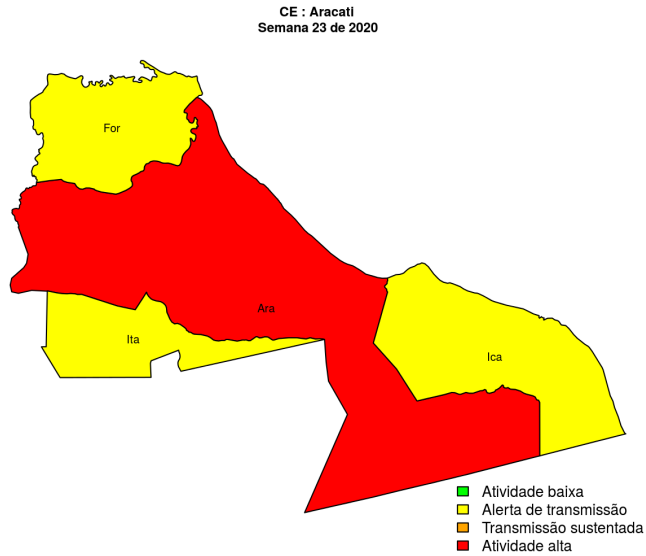 CE : Aracati
Semana 23 de 2020
For
Ara
Ita
Ica
Atividade baixa
Alerta de transmissão
Transmissão sustentada
Atividade alta